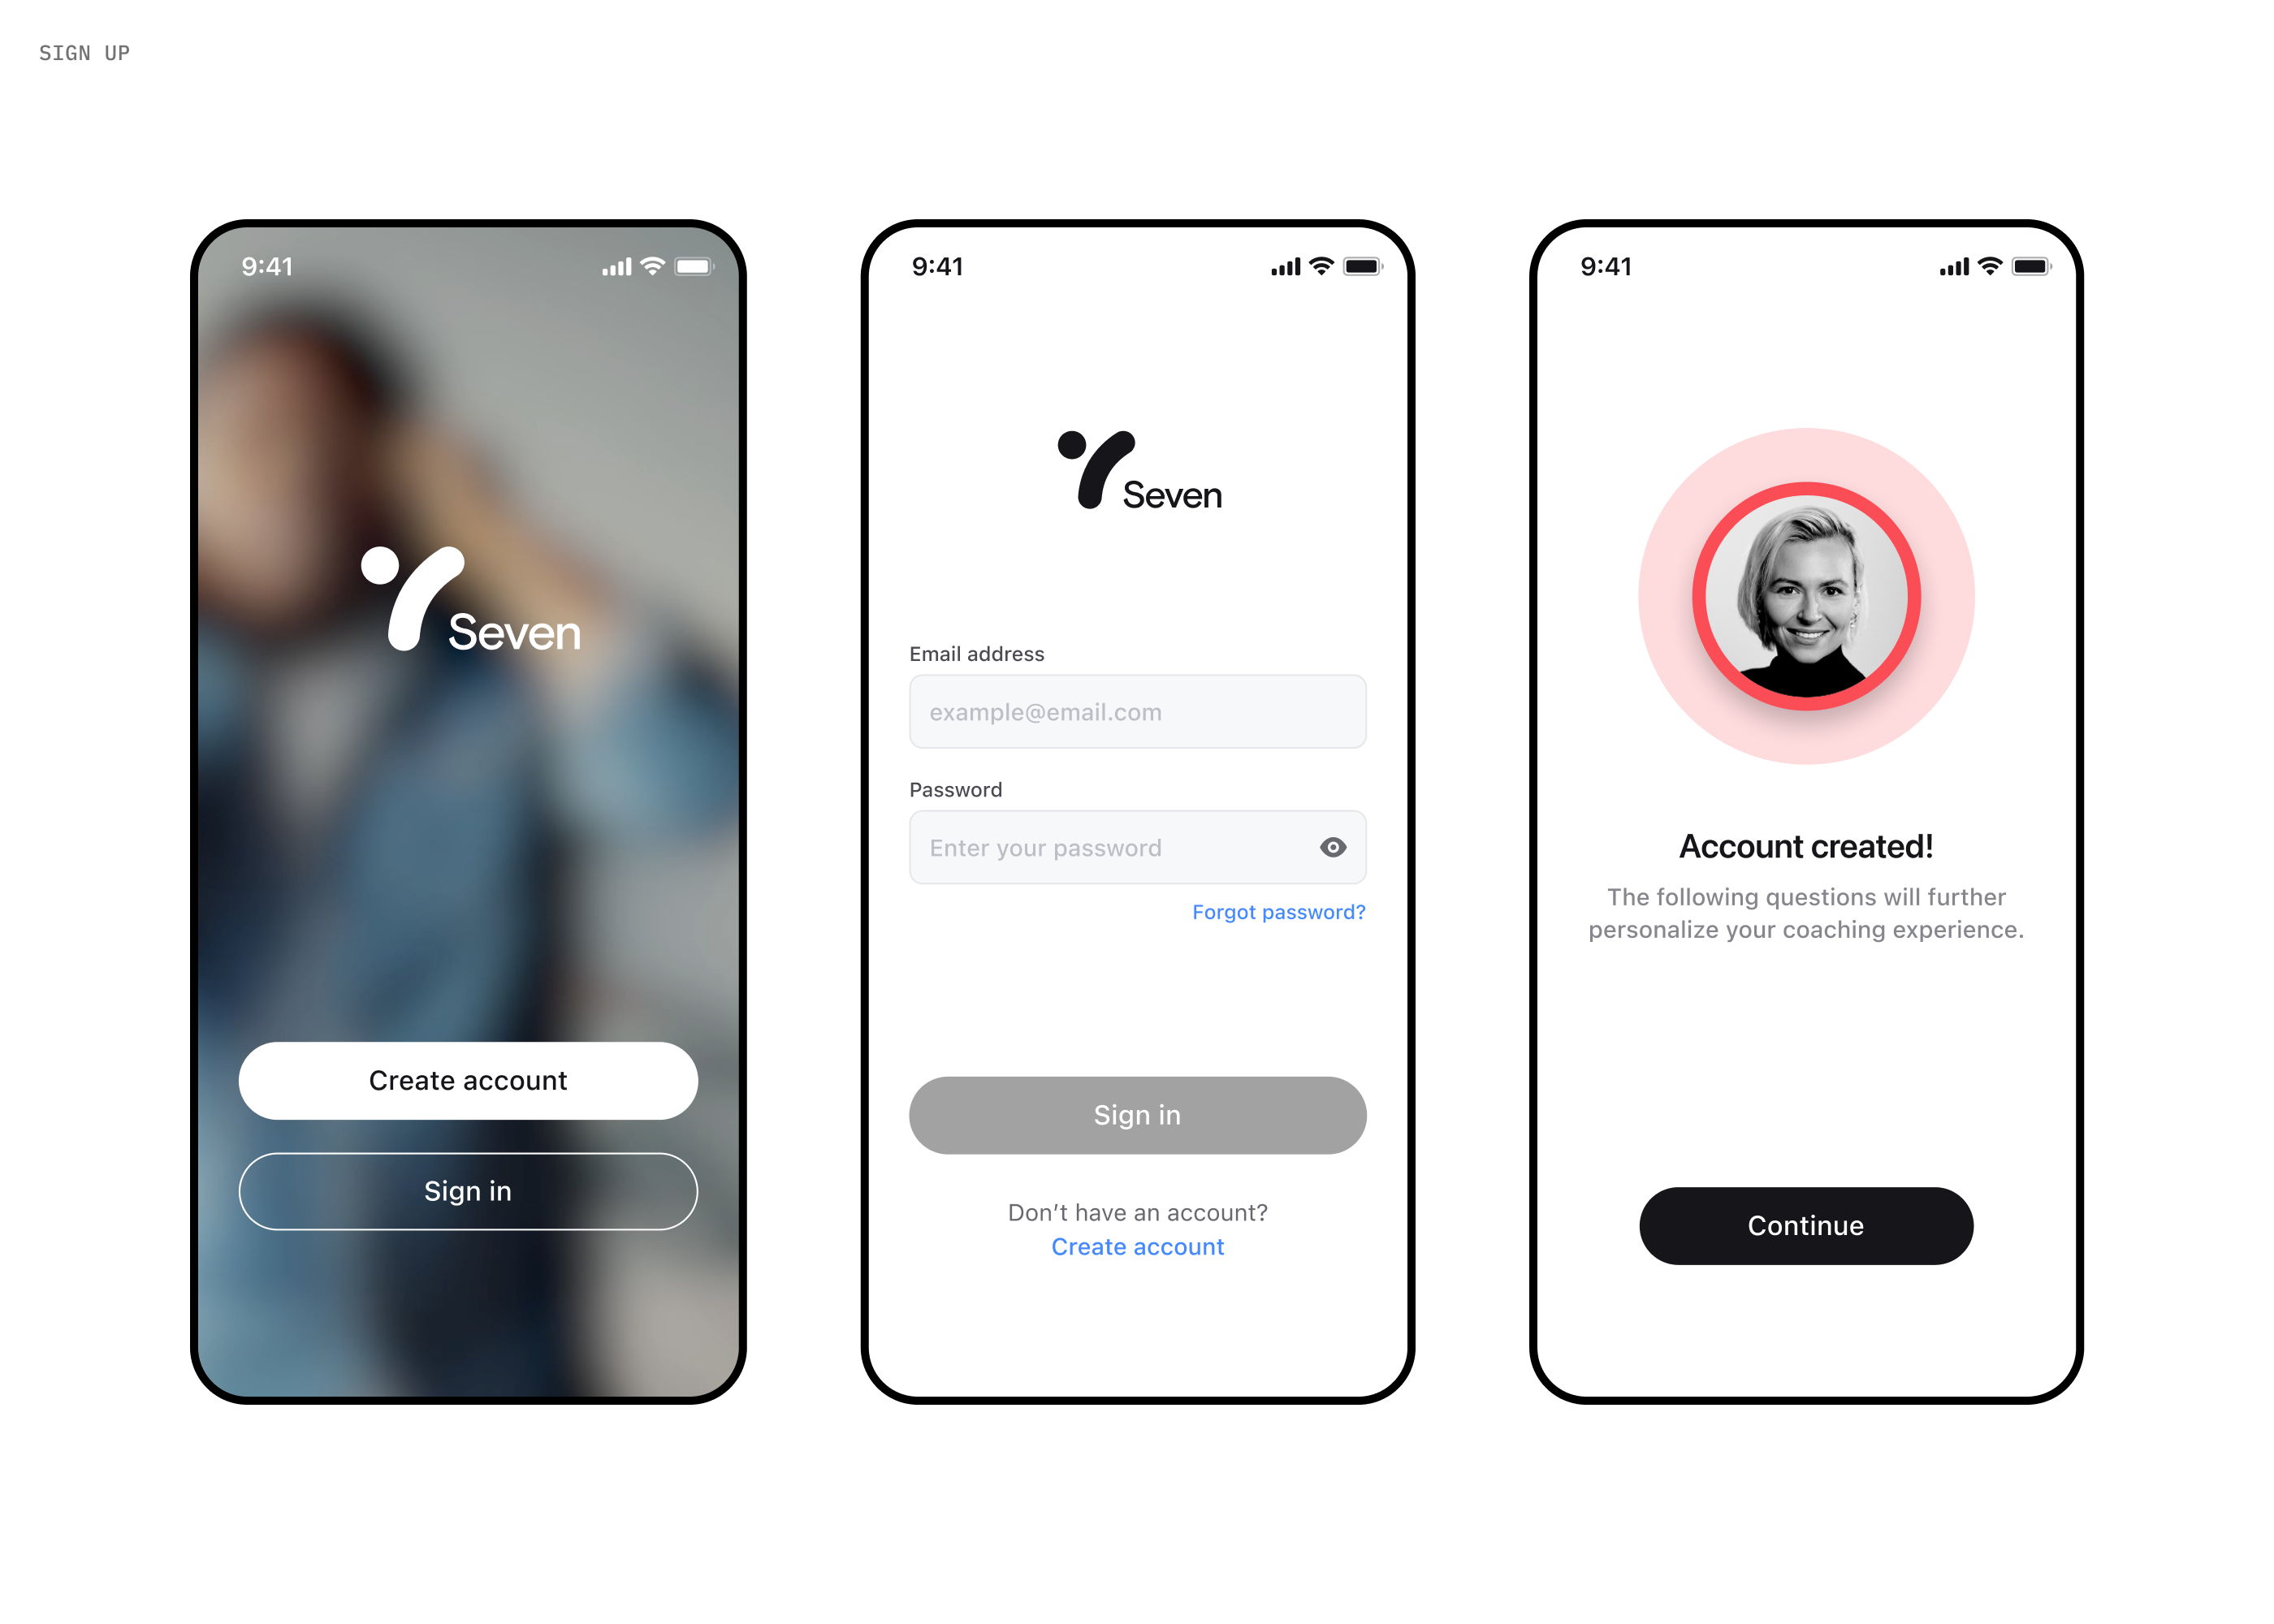 SIGN UP
9:41
Seven
Create account
Sign in
9:41
Seven
Email address
example@email.com
Password
Enter your password
Forgot password?
Sign in
Don’t have an account?
Create account
9:41
Account created!
The following questions will further
personalize your coaching experience.
Continue